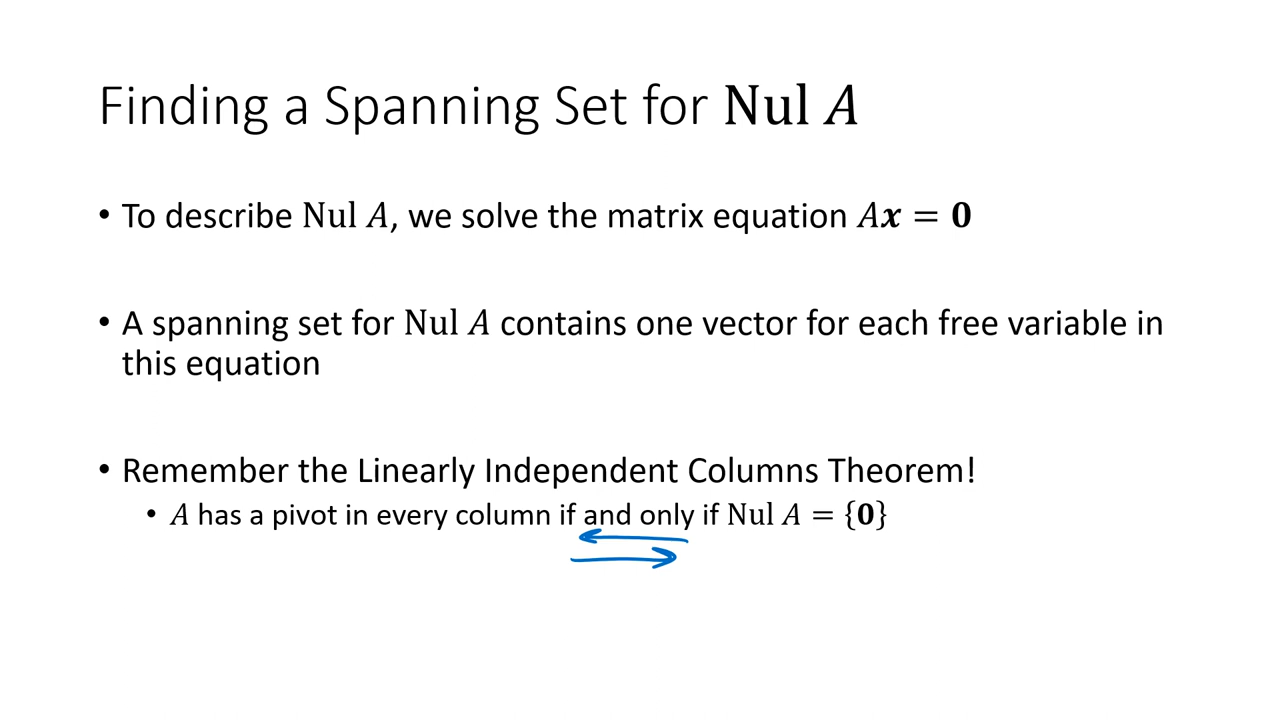 Finding a Spanning Set for Nul A
• To describe Nul A, we solve the matrix equation Ax = 0
• A spanning set for Nul A contains one vector for each free variable in
this equation
• Remember the Linearly Independent Columns Theorem!
• A has a pivot in every column if and only if Nul A = {0}